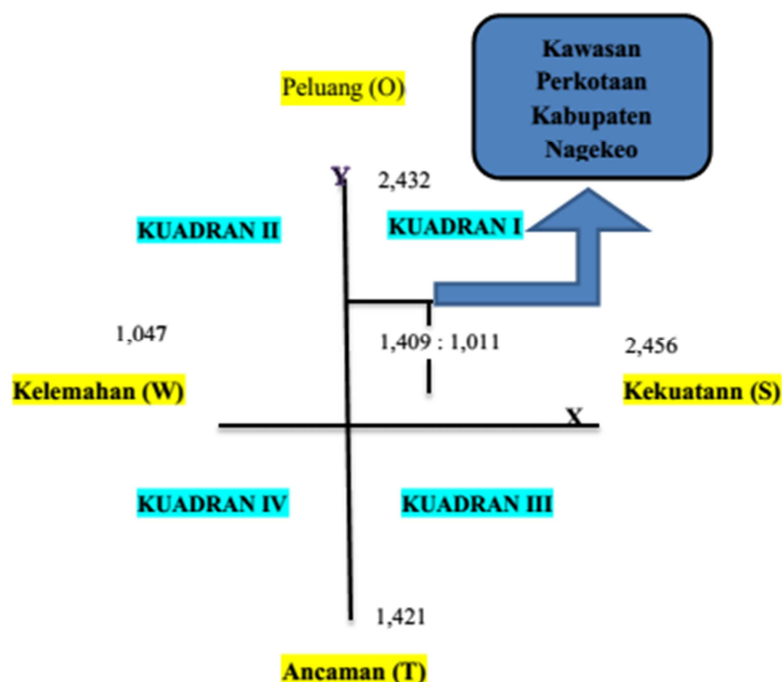 Kawasan
Perkotaan
Kabupaten
Nagekeo
Peluang (O)
Y
2,432
KUADRAN II
KUADRAN I
1,047
1,409 : 1,011
2,456
Kelemahan (W)
Kekuatann (S)
X
KUADRAN IV
KUADRAN III
1,421
Ancaman (T)